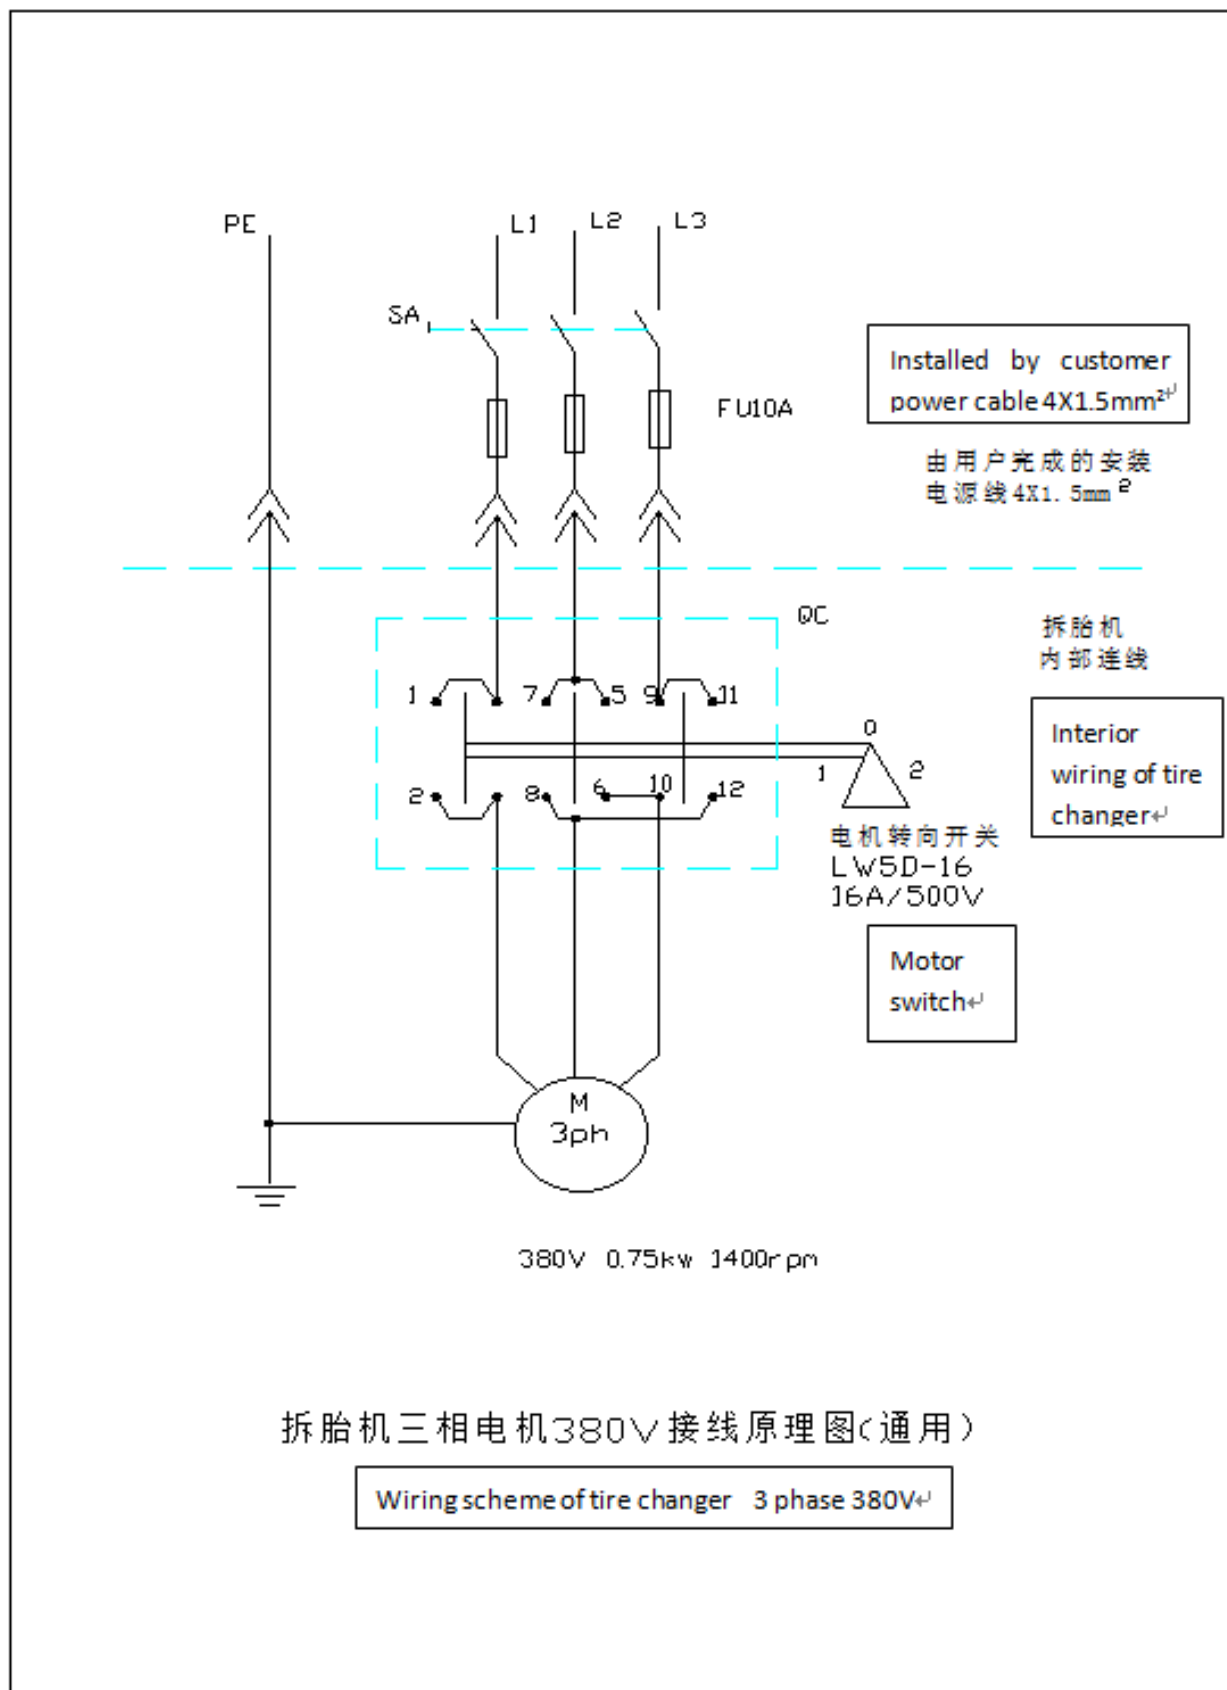 PE
L1
L2
L3
SA
FU10A
Installed by customer
power cable 4X1.5mm²
由用户完成的安装
电源线4X1.5mm²
QC
拆胎机
内部连线
1
7
5
9
11
Interior
wiring of tire
changer
0
1
2
2
8
6
10
12
电机转向开关
LW5D-16
16A/500V
Motor
switch
M
3ph
380V 0.75kw 1400rpm
拆胎机三相电机380V接线原理图(通用)
Wiring scheme of tire changer 3 phase 380V